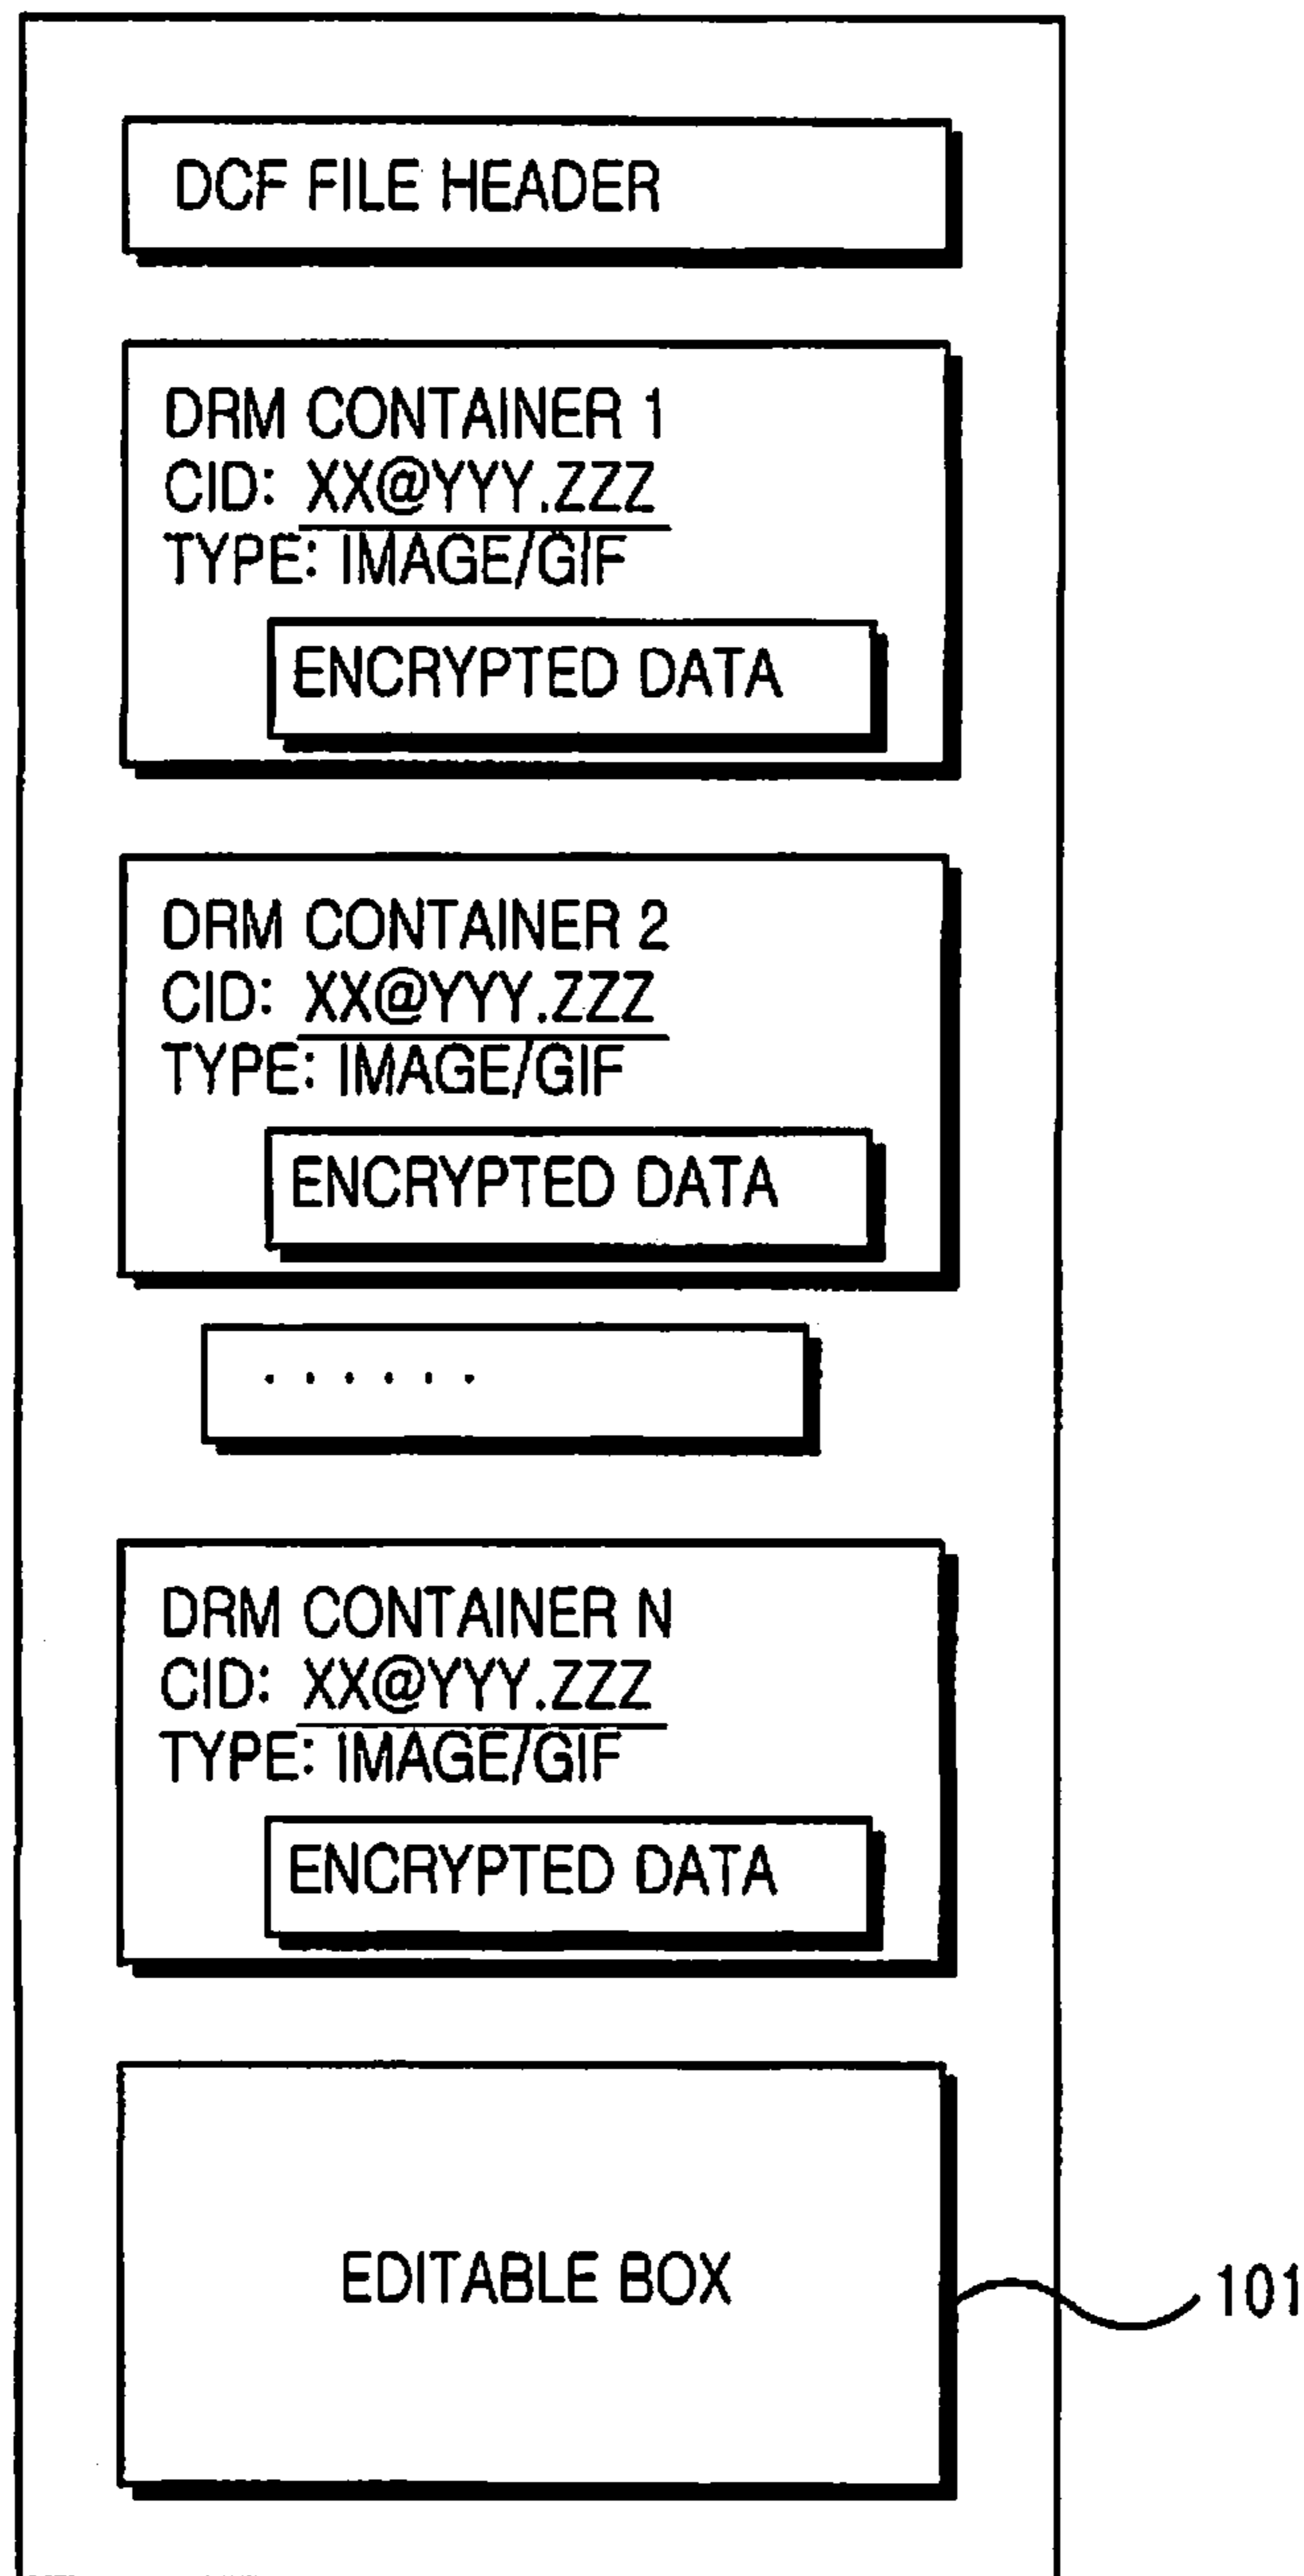 DCF FILE HEADER
DRM CONTAINER 1
CID: XX@YYY.ZZZ
TYPE: IMAGE/GIF
ENCRYPTED DATA
DRM CONTAINER 2
CID: XX@YYY.ZZZ
TYPE: IMAGE/GIF
ENCRYPTED DATA
......
DRM CONTAINER N
CID: XX@YYY.ZZZ
TYPE: IMAGE/GIF
ENCRYPTED DATA
EDITABLE BOX
101